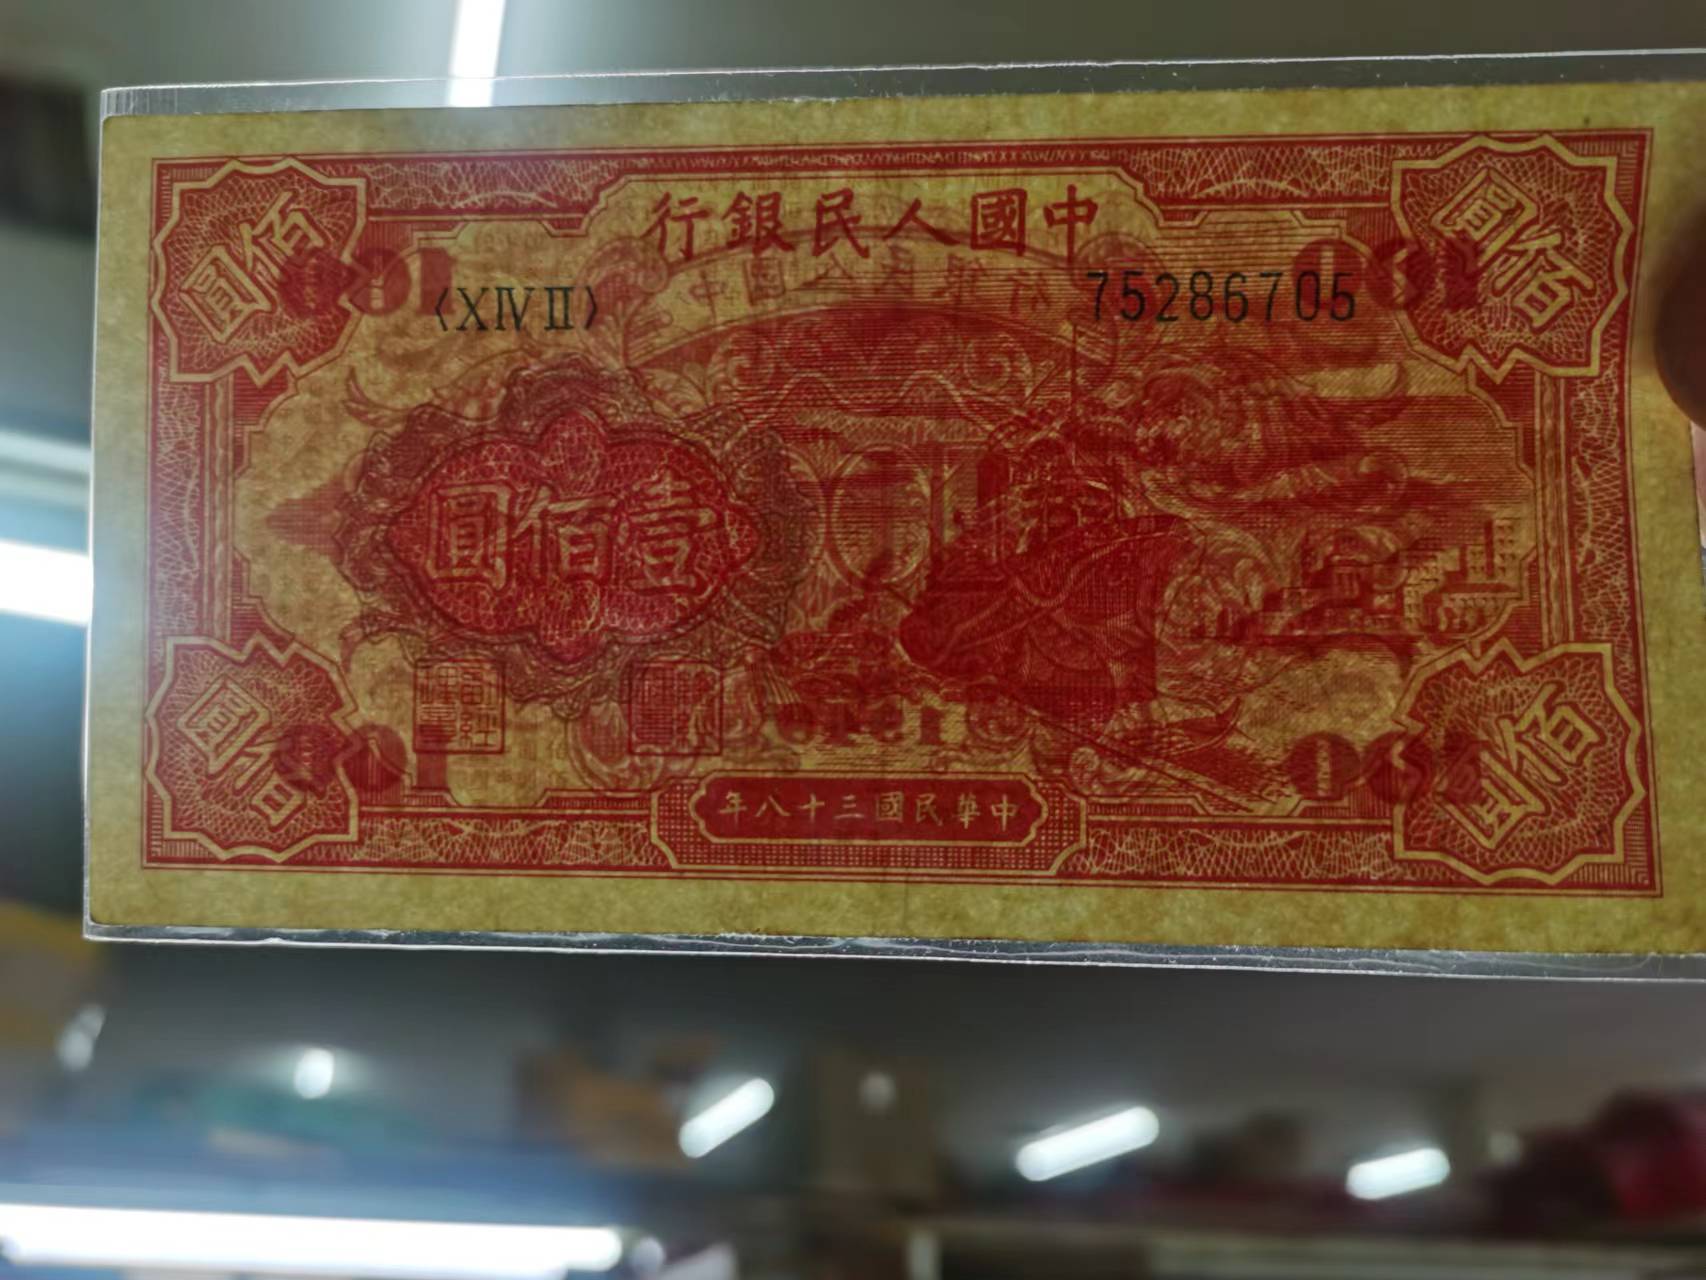 中國人民銀行
〈XIVII〉
75286705
佰圓
圓佰
壹佰圓
1949
佰圓
佰圓
中華民國三十八年